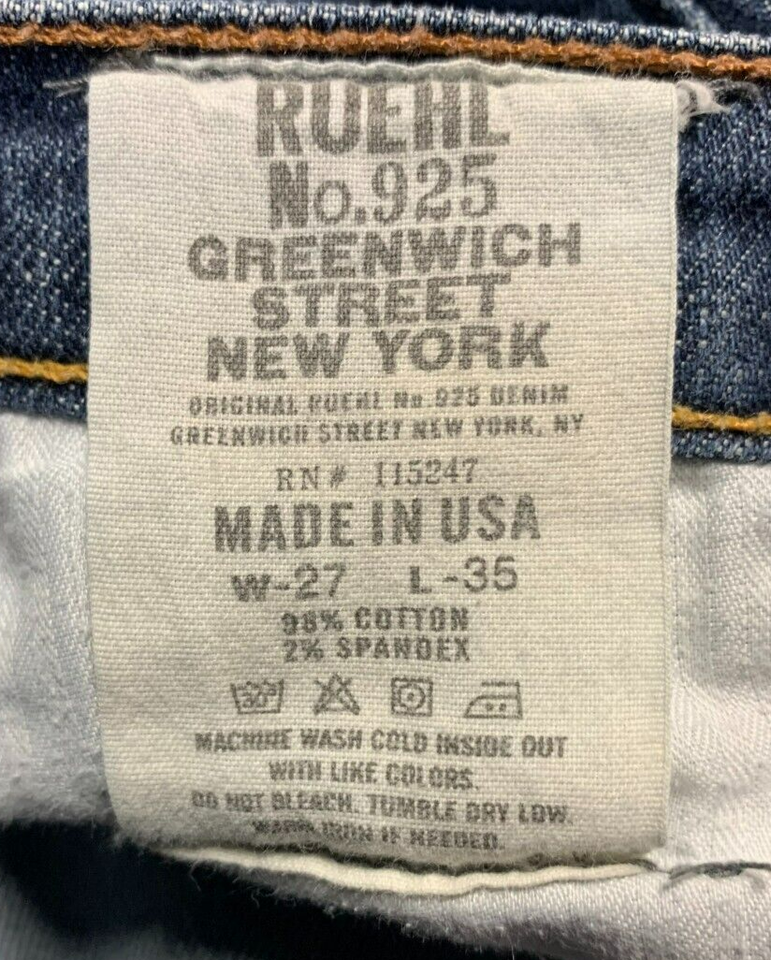 RUEHL
No.925
GREENWICH
STREET
NEW YORK
ORIGINAL RUEHL No 925 DENIM
GREENWICH STREET NEW YORK, NY
RN# 115247
MADE IN USA
W-27 L-35
98% COTTON
2% SPANDEX
30°
MACHINE WASH COLD INSIDE OUT
WITH LIKE COLORS.
DO NOT BLEACH. TUMBLE DRY LOW.
WARM IRON IF NEEDED.